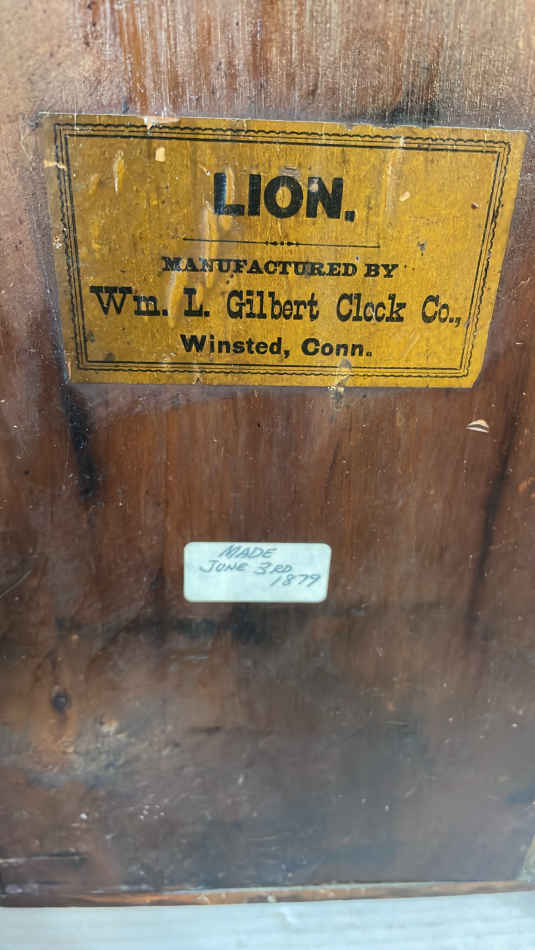 LION.
MANUFACTURED BY
Wm. L. Gilbert Clock Co.,
Winsted, Conn.
MADE
JUNE 3RD
1879